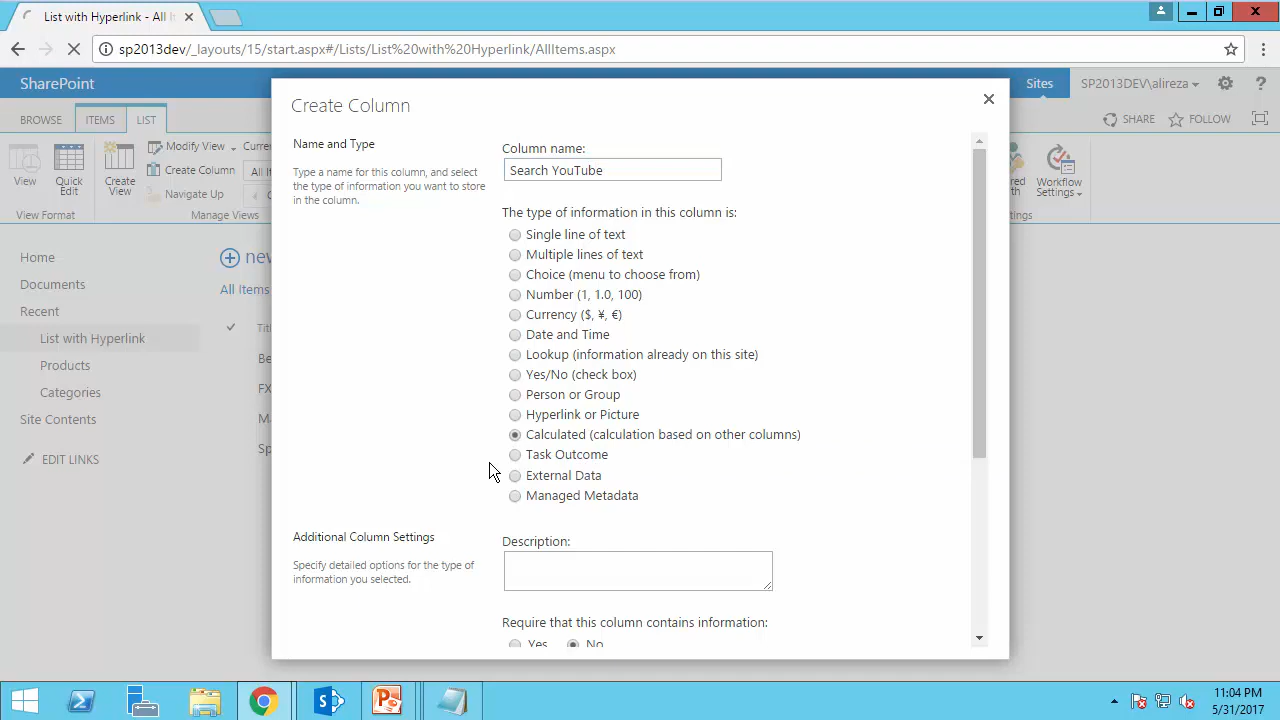 List with Hyperlink - All It
sp2013dev/_layouts/15/start.aspx#/Lists/List%20with%20Hyperlink/AllItems.aspx
SharePoint
Sites
SP2013DEV\alireza
?
BROWSE
ITEMS
LIST
SHARE
FOLLOW
View
Quick Edit
Create View
Modify View
Create Column
Navigate Up
Workflow Settings
View Format
Manage Views
Home
Documents
Recent
List with Hyperlink
Products
Categories
Site Contents
EDIT LINKS
new
All Items
Create Column
Name and Type
Type a name for this column, and select
the type of information you want to store
in the column.
Column name:
Search YouTube
The type of information in this column is:
Single line of text
Multiple lines of text
Choice (menu to choose from)
Number (1, 1.0, 100)
Currency ($, ¥, €)
Date and Time
Lookup (information already on this site)
Yes/No (check box)
Person or Group
Hyperlink or Picture
Calculated (calculation based on other columns)
Task Outcome
External Data
Managed Metadata
Additional Column Settings
Specify detailed options for the type of
information you selected.
Description:
Require that this column contains information:
Yes No
11:04 PM
5/31/2017